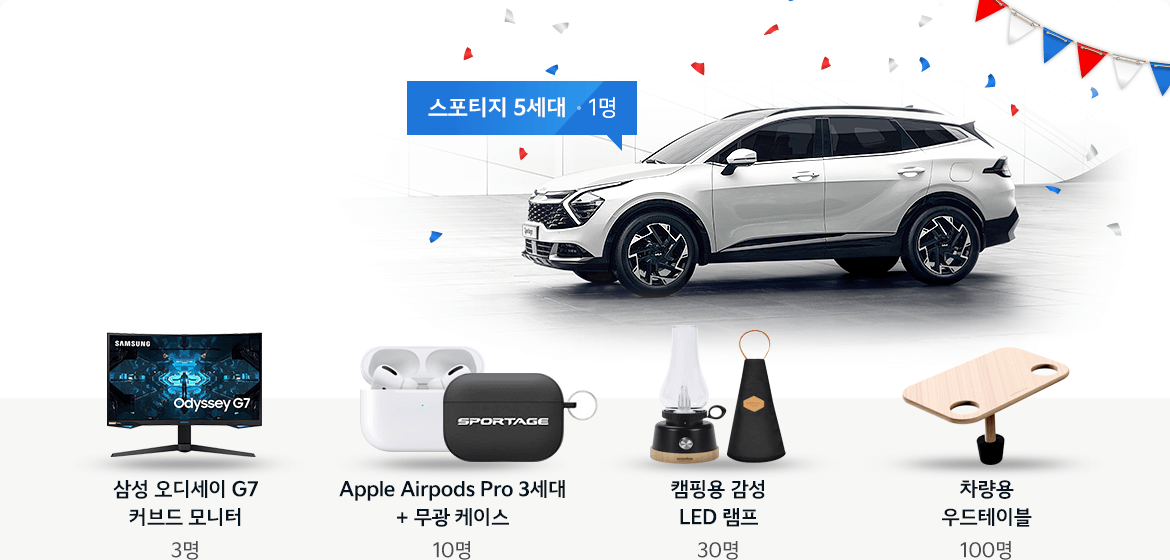 스포티지 5세대 • 1명
Sportage
SAMSUNG
Odyssey G7
SPORTAGE
삼성 오디세이 G7
커브드 모니터
3명
Apple Airpods Pro 3세대
+ 무광 케이스
10명
캠핑용 감성
LED 램프
30명
차량용
우드테이블
100명